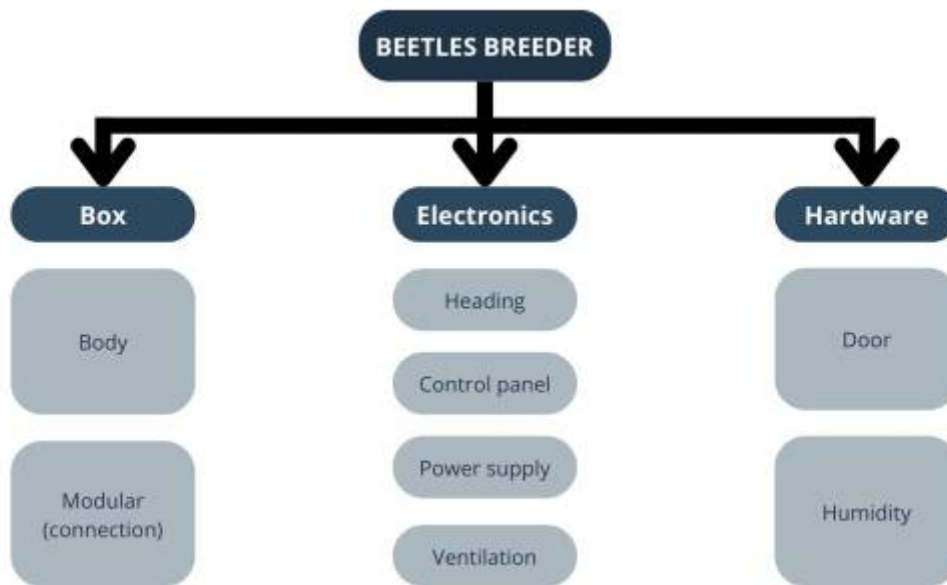 BEETLES BREEDER
Box
Electronics
Hardware
Body
Modular
(connection)
Heading
Control panel
Power supply
Ventilation
Door
Humidity